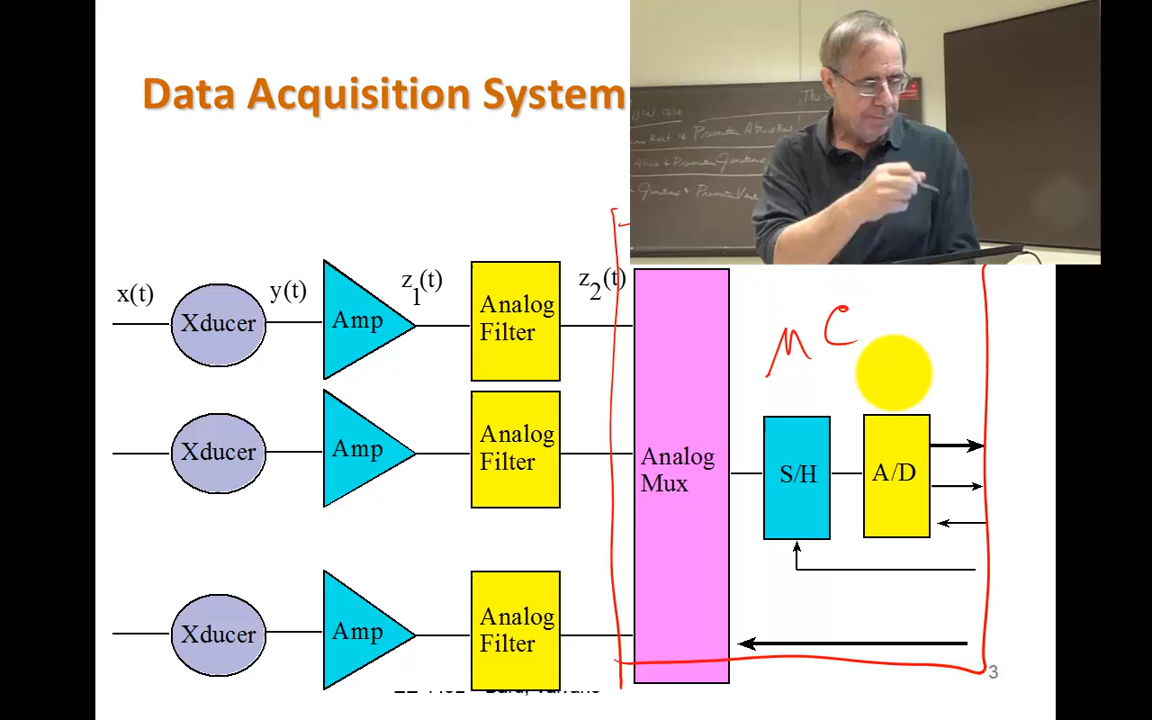 Data Acquisition System
x(t)
Xducer
y(t)
Amp
z1(t)
Analog
Filter
z2(t)
Xducer
Amp
Analog
Filter
Xducer
Amp
Analog
Filter
Analog
Mux
MC
S/H
A/D
3